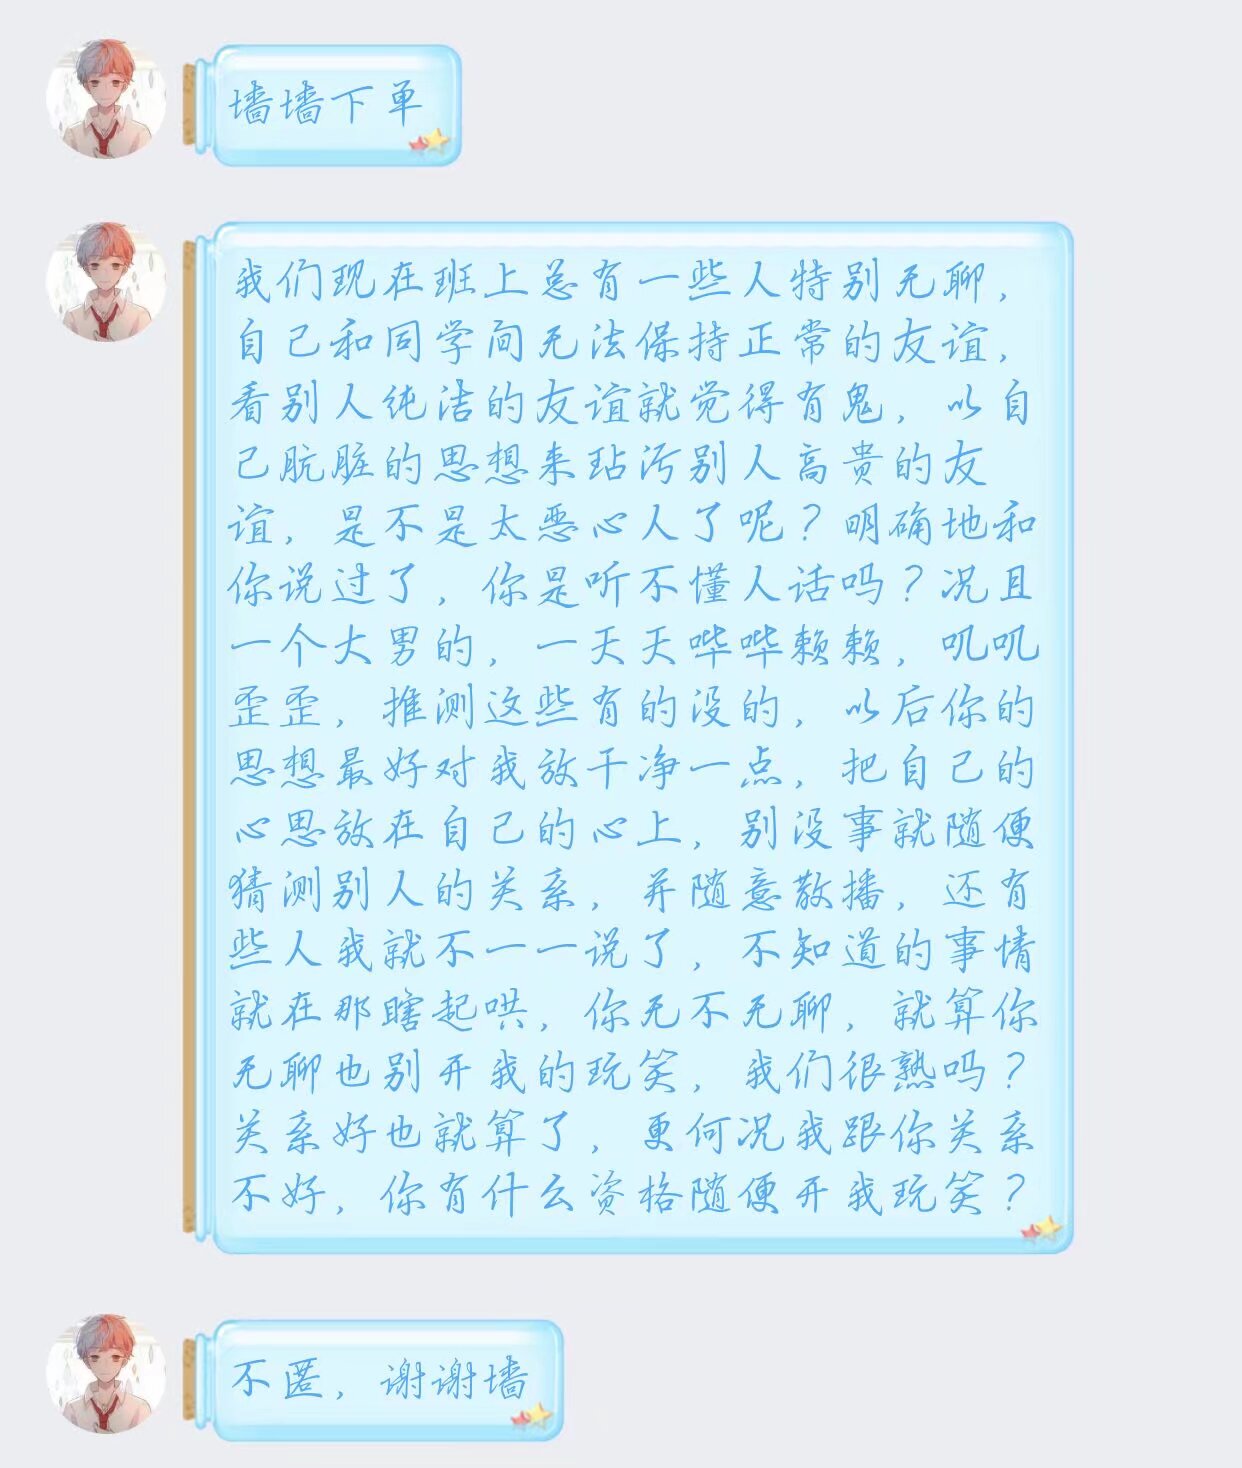 墙墙下单
我们现在班上总有一些人特别无聊，
自己和同学间无法保持正常的友谊，
看别人纯洁的友谊就觉得有鬼，以自
己肮脏的思想来玷污别人高贵的友
谊，是不是太恶心人了呢？明确地和
你说过了，你是听不懂人话吗？况且
一个大男的，一天天哔哔赖赖，叽叽
歪歪，推测这些有的没的，以后你的
思想最好对我放干净一点，把自己的
心思放在自己的心上，别没事就随便
猜测别人的关系，并随意散播，还有
些人我就不一一说了，不知道的事情
就在那瞎起哄，你无不无聊，就算你
无聊也别开我的玩笑，我们很熟吗？
关系好也就算了，更何况我跟你关系
不好，你有什么资格随便开我玩笑？
不匿，谢谢墙